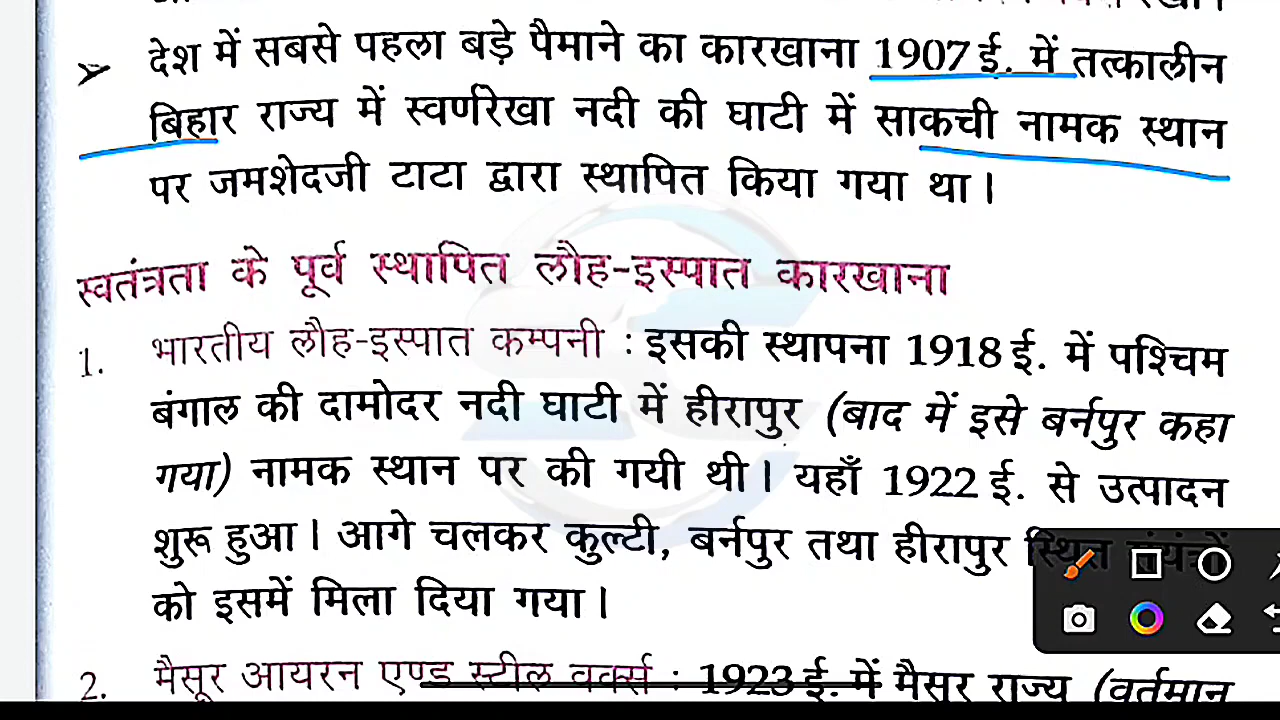 ➤ देश में सबसे पहला बड़े पैमाने का कारखाना 1907 ई. में तत्कालीन
बिहार राज्य में स्वर्णरेखा नदी की घाटी में साकची नामक स्थान
पर जमशेदजी टाटा द्वारा स्थापित किया गया था।
स्वतंत्रता के पूर्व स्थापित लौह-इस्पात कारखाना
1. भारतीय लौह-इस्पात कम्पनी : इसकी स्थापना 1918 ई. में पश्चिम
बंगाल की दामोदर नदी घाटी में हीरापुर (बाद में इसे बर्नपुर कहा
गया) नामक स्थान पर की गयी थी। यहाँ 1922 ई. से उत्पादन
शुरू हुआ। आगे चलकर कुल्टी, बर्नपुर तथा हीरापुर स्थित संयंत्रों
को इसमें मिला दिया गया।
2. मैसूर आयरन एण्ड स्टील वर्क्स : 1923 ई. में मैसूर राज्य (वर्तमान